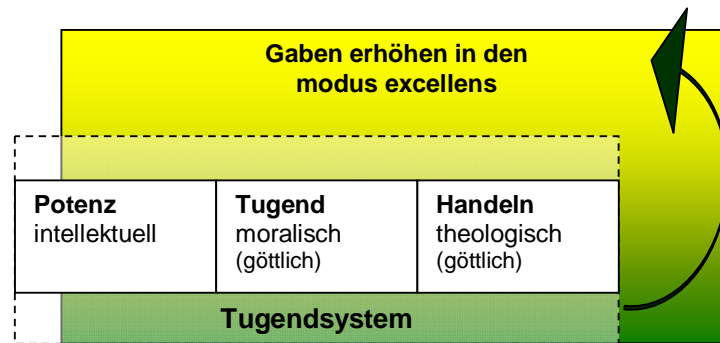 Gaben erhöhen in den
modus excellens
Potenz
intellektuell
Tugend
moralisch
(göttlich)
Handeln
theologisch
(göttlich)
Tugendsystem